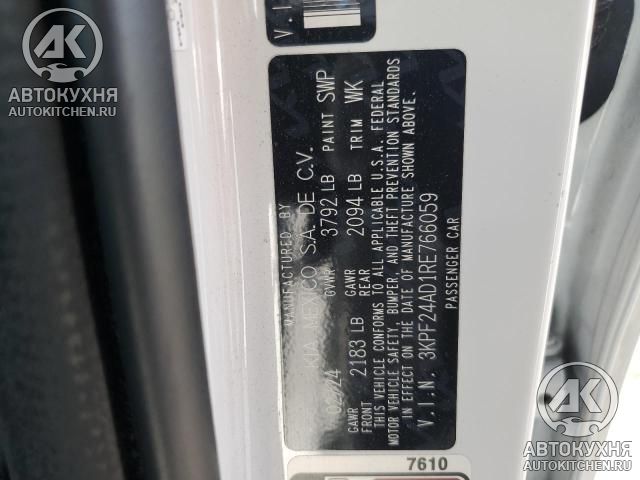 V.I
AK
АВТОКУХНЯ
AUTOKITCHEN.RU
MANUFACTURED BY
KIA MEXICO S.A. DE C.V.
GVWR 3792 LB PAINT SWP
GAWR FRONT 2183 LB GAWR REAR 2094 LB TRIM WK
THIS VEHICLE CONFORMS TO ALL APPLICABLE U.S.A. FEDERAL
MOTOR VEHICLE SAFETY, BUMPER, AND THEFT PREVENTION STANDARDS
IN EFFECT ON THE DATE OF MANUFACTURE SHOWN ABOVE.
V.I.N. 3KPF24AD1RE766059
PASSENGER CAR
7610
AK
АВТОКУХНЯ
AUTOKITCHEN.RU